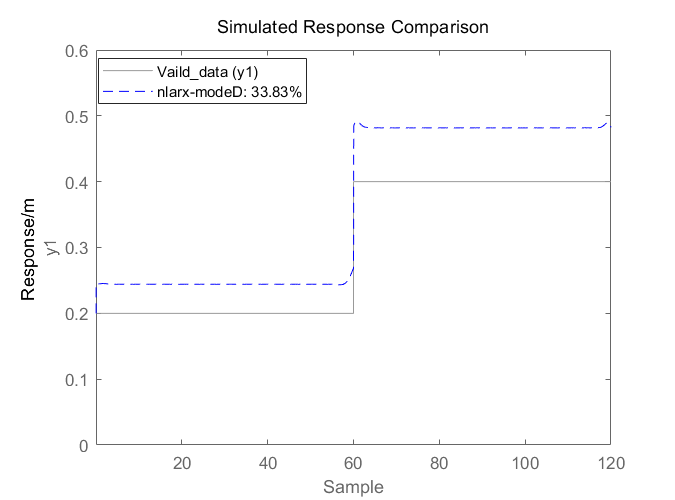 Simulated Response Comparison
0.6
Vaild_data (y1)
nlarx-modeD: 33.83%
0.5
0.4
0.3
0.2
0.1
0
Response/m
y1
20 40 60 80 100 120
Sample